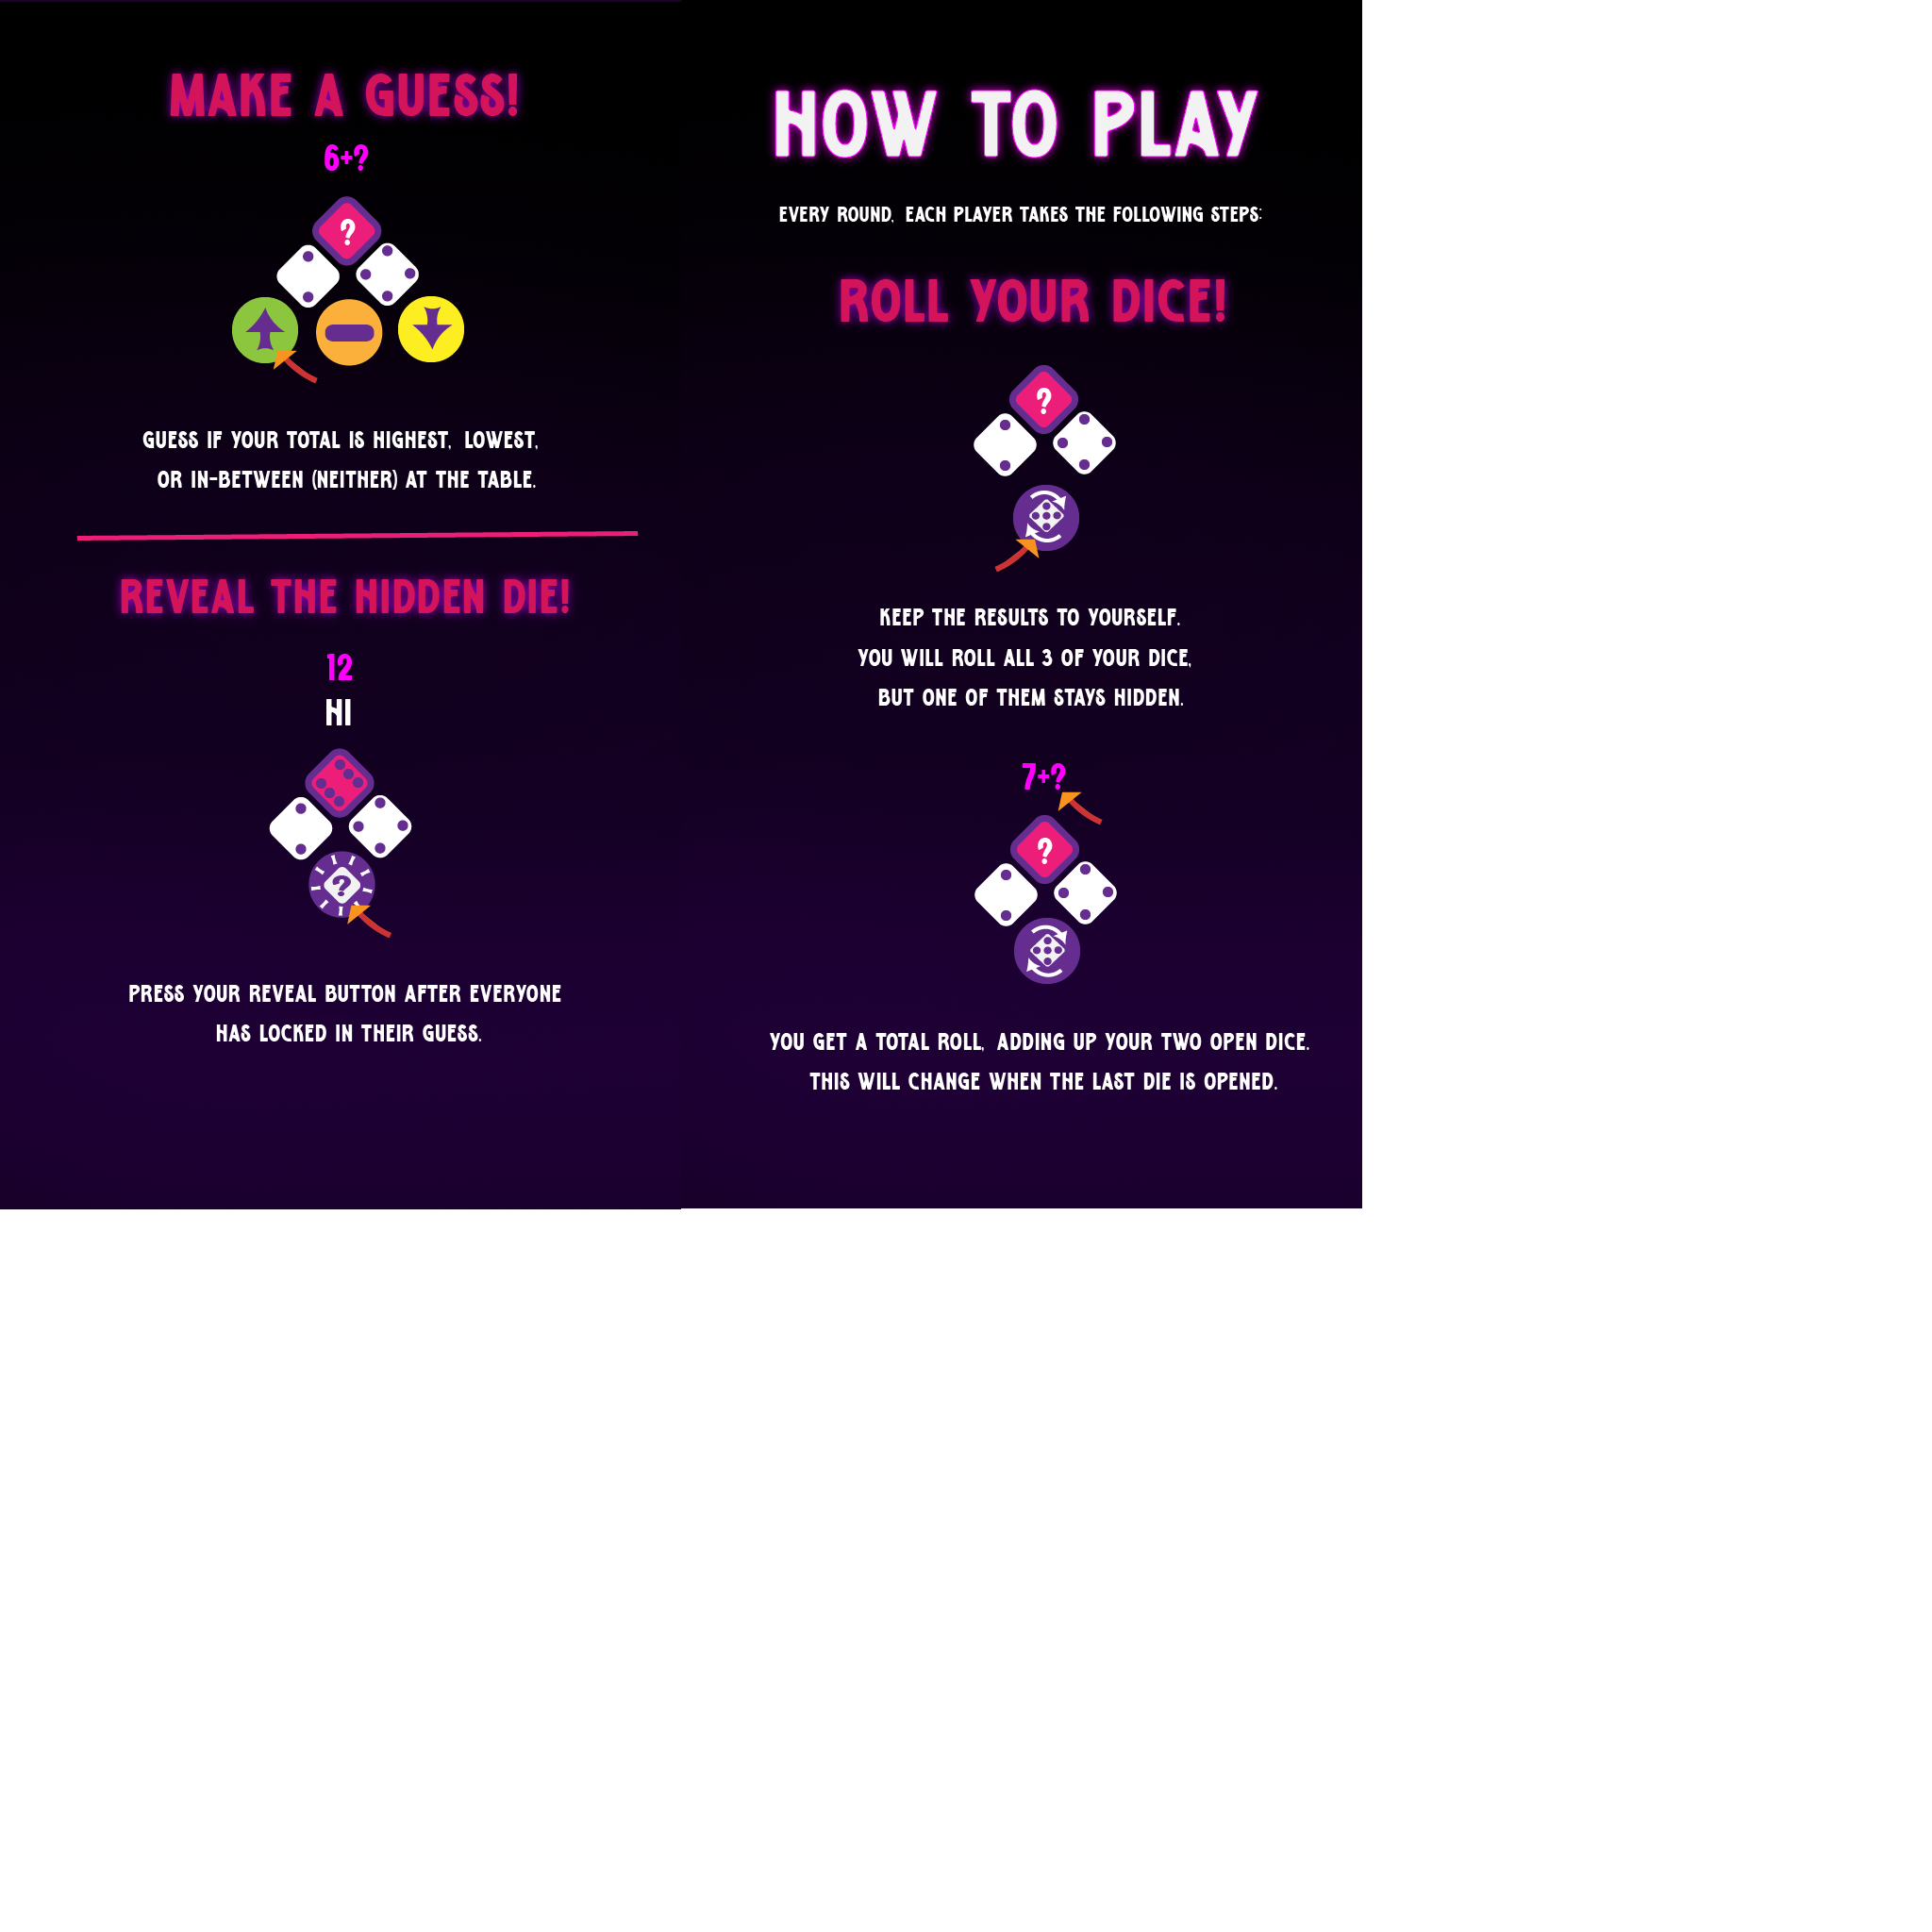 MAKE A GUESS!
6+?
?
GUESS IF YOUR TOTAL IS HIGHEST, LOWEST,
OR IN-BETWEEN (NEITHER) AT THE TABLE.
REVEAL THE HIDDEN DIE!
12
HI
?
PRESS YOUR REVEAL BUTTON AFTER EVERYONE
HAS LOCKED IN THEIR GUESS.
HOW TO PLAY
EVERY ROUND, EACH PLAYER TAKES THE FOLLOWING STEPS:
ROLL YOUR DICE!
?
KEEP THE RESULTS TO YOURSELF.
YOU WILL ROLL ALL 3 OF YOUR DICE,
BUT ONE OF THEM STAYS HIDDEN.
7+?
?
YOU GET A TOTAL ROLL, ADDING UP YOUR TWO OPEN DICE.
THIS WILL CHANGE WHEN THE LAST DIE IS OPENED.